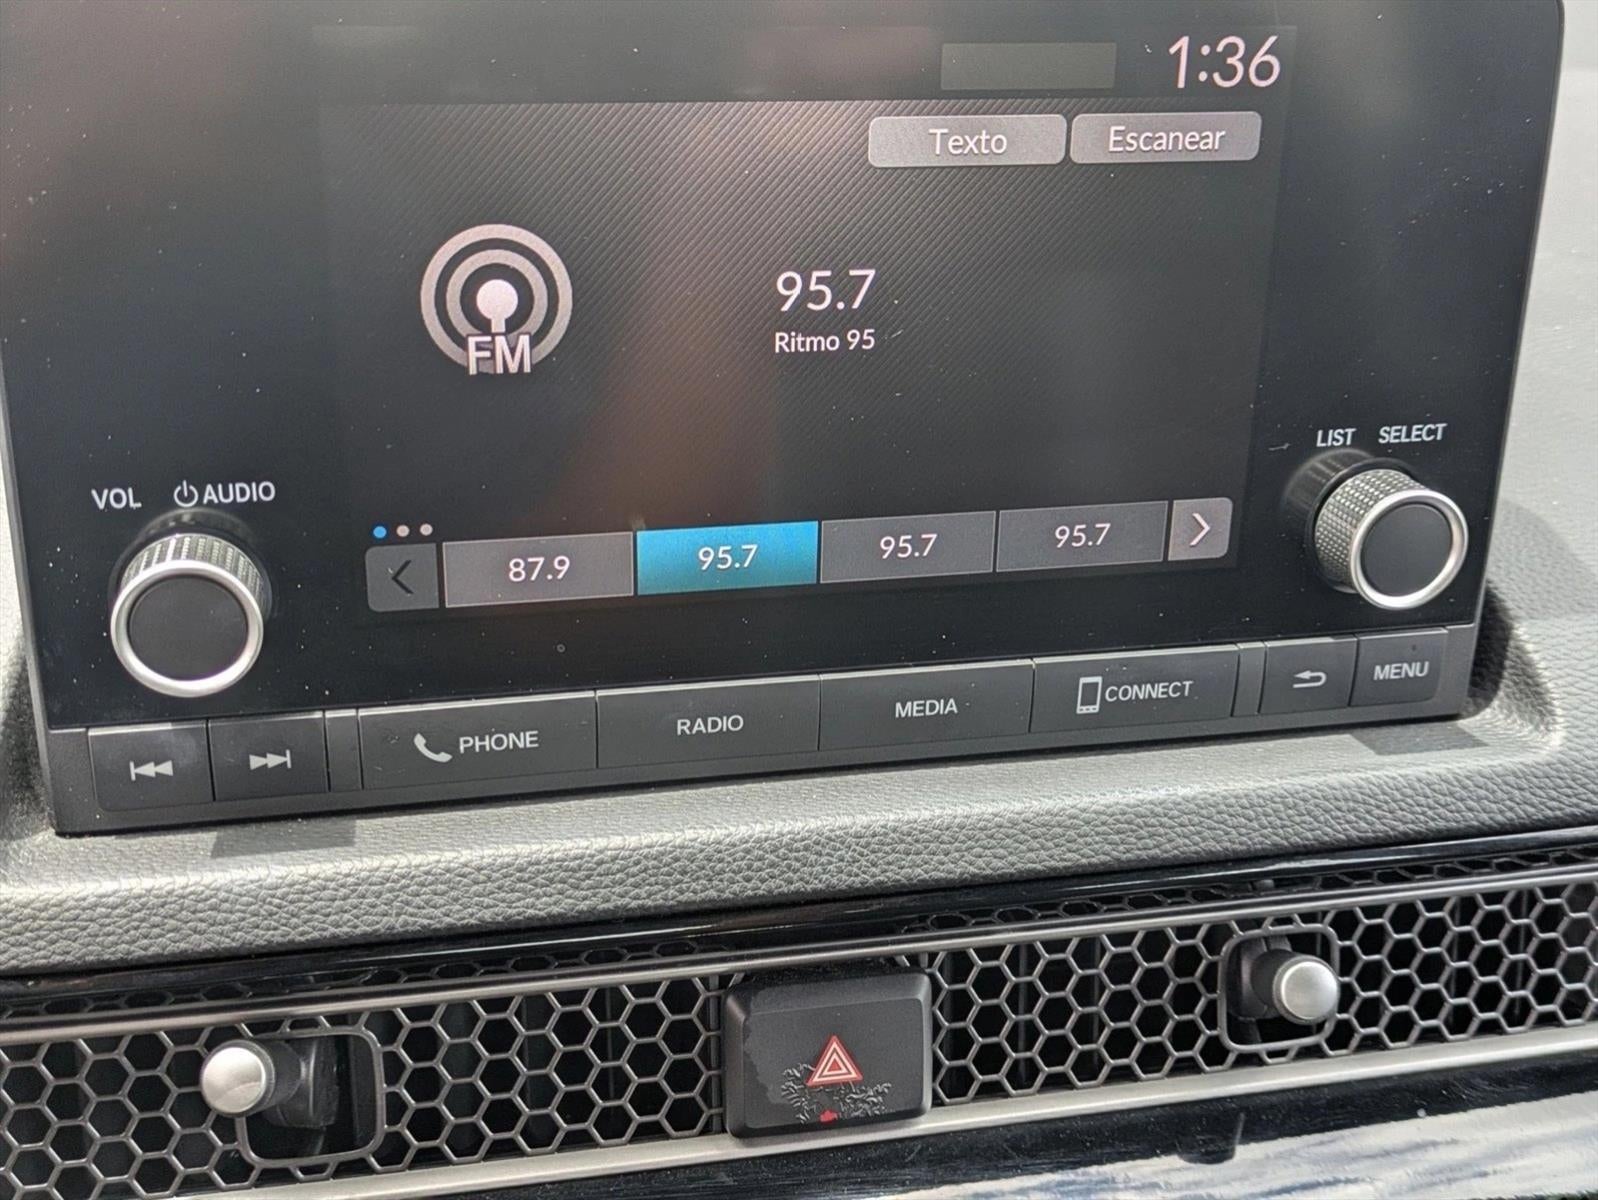 1:36
Texto Escanear
FM
95.7
Ritmo 95
LIST SELECT
VOL AUDIO
87.9 95.7 95.7 95.7
PHONE RADIO MEDIA CONNECT MENU